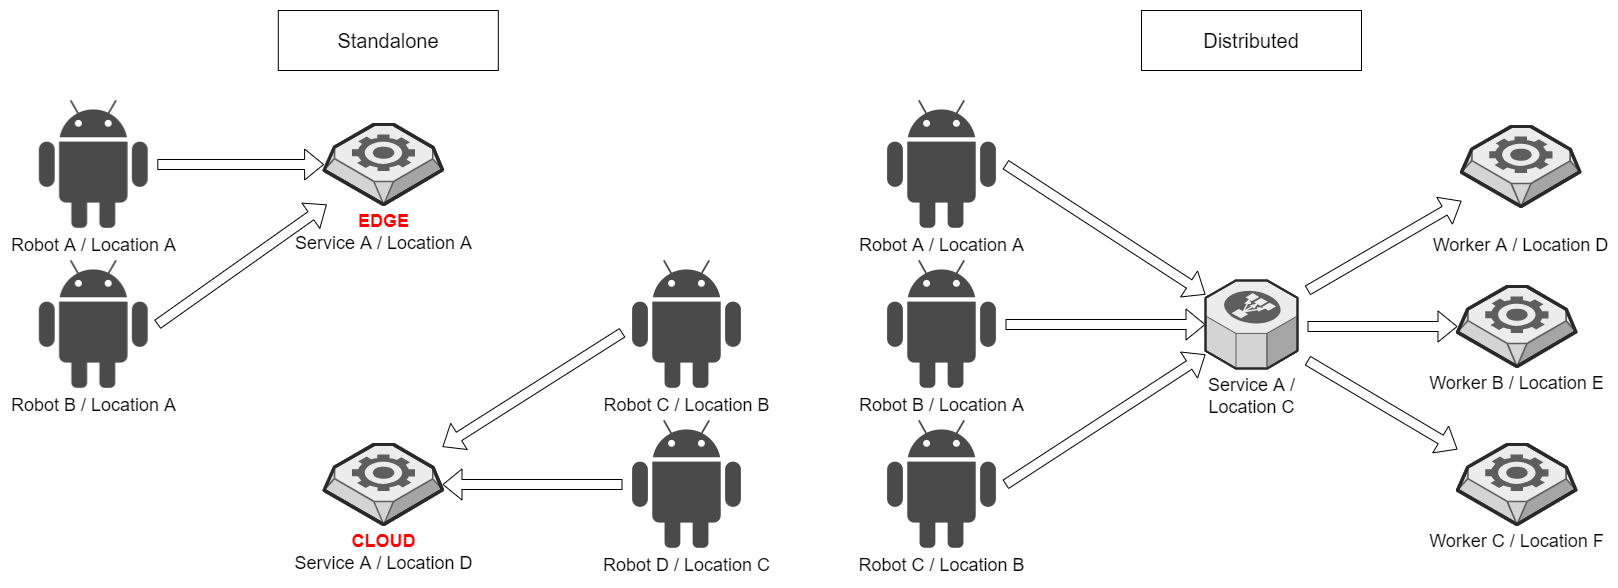 Standalone
Robot A / Location A
EDGE
Service A / Location A
Robot B / Location A
Robot C / Location B
CLOUD
Service A / Location D
Robot D / Location C
Distributed
Robot A / Location A
Robot B / Location A
Robot C / Location B
Service A /
Location C
Worker A / Location D
Worker B / Location E
Worker C / Location F